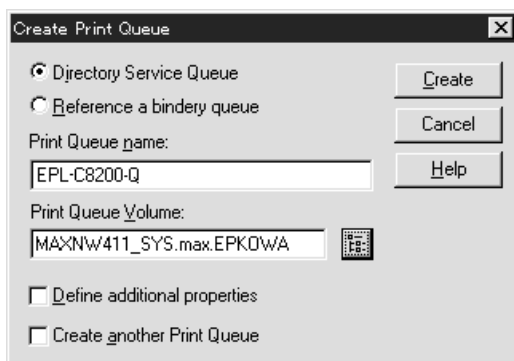 Create Print Queue
Directory Service Queue
Reference a bindery queue
Print Queue name:
EPL-C8200-Q
Print Queue Volume:
MAXNW411_SYS.max.EPKOWA
Define additional properties
Create another Print Queue
Create
Cancel
Help